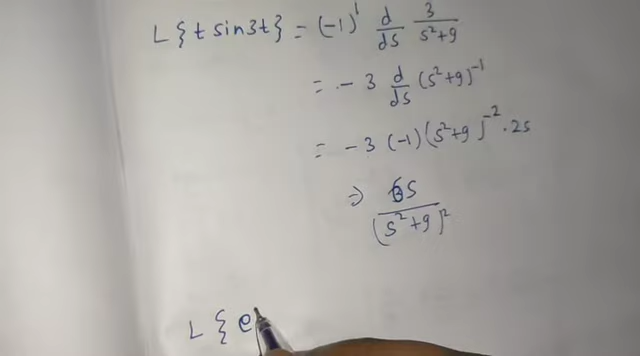 L{t sin3t} = (-1)¹ d/ds 3/s²+9
= - 3 d/ds (s²+9)⁻¹
= - 3 (-1) (s²+9)⁻² · 2s
⇒ 6s/(s²+9)²
L { e